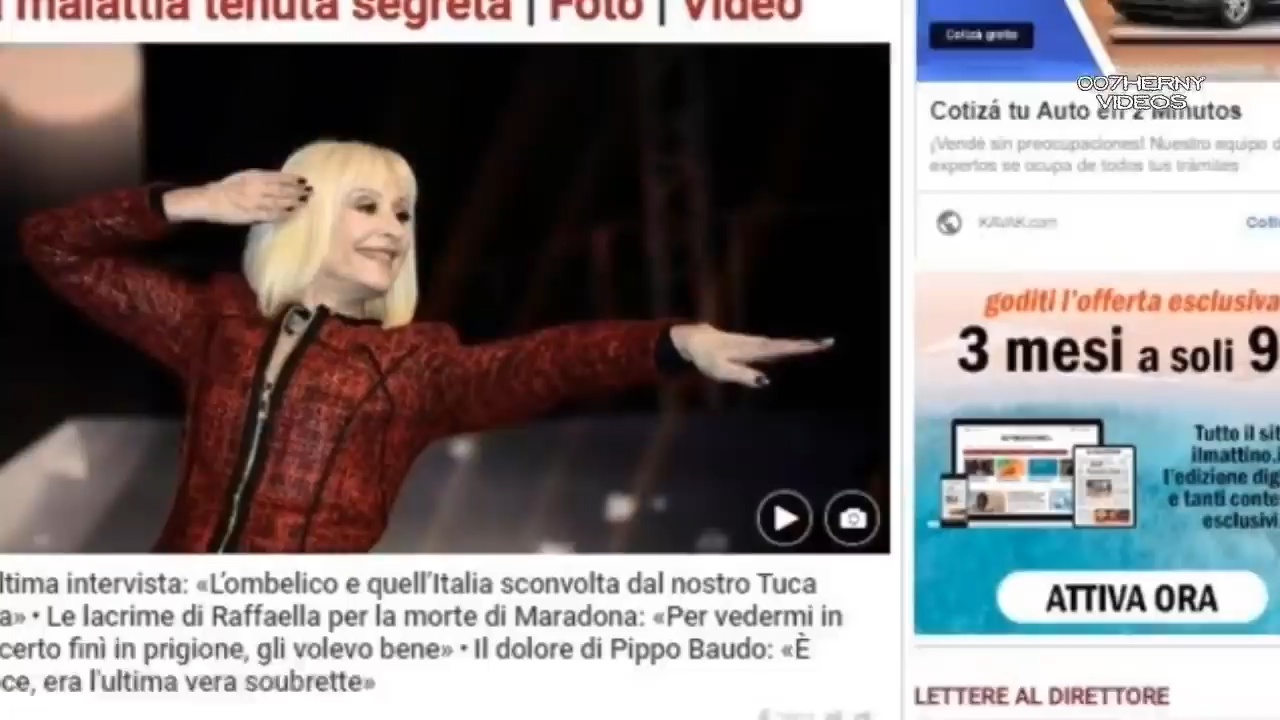 malattia tenuta segreta | Foto | Video
ltima intervista: «L'ombelico e quell'Italia sconvolta dal nostro Tuca
a» • Le lacrime di Raffaella per la morte di Maradona: «Per vedermi in
certo finì in prigione, gli volevo bene» • Il dolore di Pippo Baudo: «È
ce, era l'ultima vera soubrette»
Cotizá gratis
007HERNY
VIDEOS
Cotizá tu Auto en 2 Minutos
¡Vendé sin preocupaciones! Nuestro equipo d
expertos se ocupa de todos tus trámites
KAVAK.com
Coti
goditi l'offerta esclusiva
3 mesi a soli 9
Tutto il sit
ilmattino.i
l'edizione dig
e tanti conte
esclusivi
ATTIVA ORA
LETTERE AL DIRETTORE